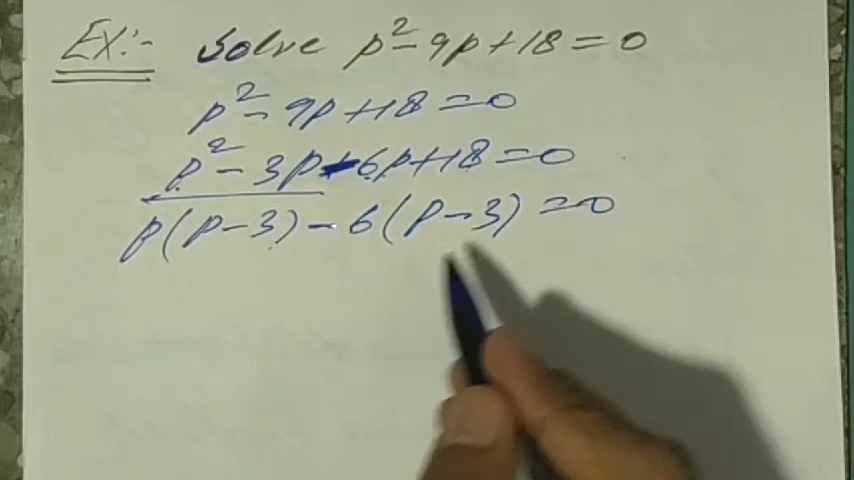 Ex:- Solve p² - 9p + 18 = 0
p² - 9p + 18 = 0
p² - 3p - 6p + 18 = 0
p(p - 3) - 6(p - 3) = 0